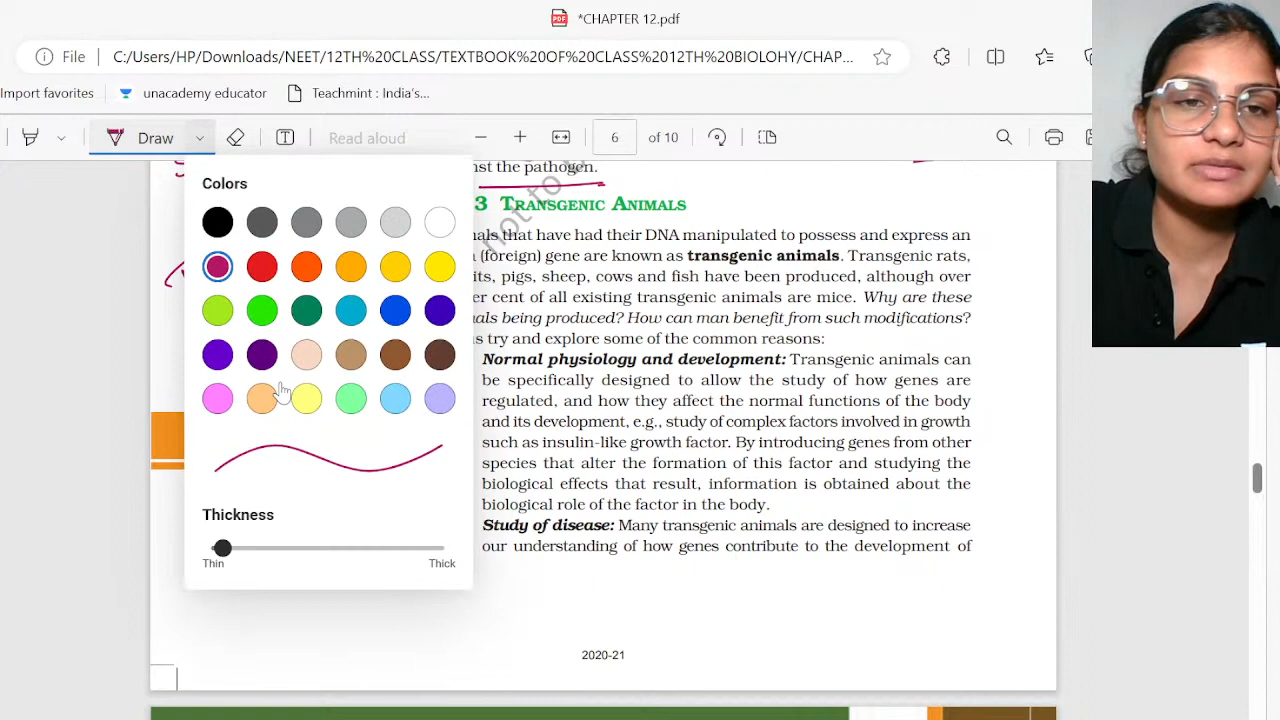 *CHAPTER 12.pdf
File C:/Users/HP/Downloads/NEET/12TH%20CLASS/TEXTBOOK%20OF%20CLASS%2012TH%20BIOLOHY/CHAP...
Import favorites unacademy educator Teachmint : India's...
Draw Read aloud 6 of 10
nst the pathogen.
not to
Colors
3 TRANSGENIC ANIMALS
als that have had their DNA manipulated to possess and express an
(foreign) gene are known as transgenic animals. Transgenic rats,
its, pigs, sheep, cows and fish have been produced, although over
er cent of all existing transgenic animals are mice. Why are these
als being produced? How can man benefit from such modifications?
s try and explore some of the common reasons:
Normal physiology and development: Transgenic animals can
be specifically designed to allow the study of how genes are
regulated, and how they affect the normal functions of the body
and its development, e.g., study of complex factors involved in growth
such as insulin-like growth factor. By introducing genes from other
species that alter the formation of this factor and studying the
biological effects that result, information is obtained about the
biological role of the factor in the body.
Thickness
Study of disease: Many transgenic animals are designed to increase
our understanding of how genes contribute to the development of
Thin Thick
2020-21